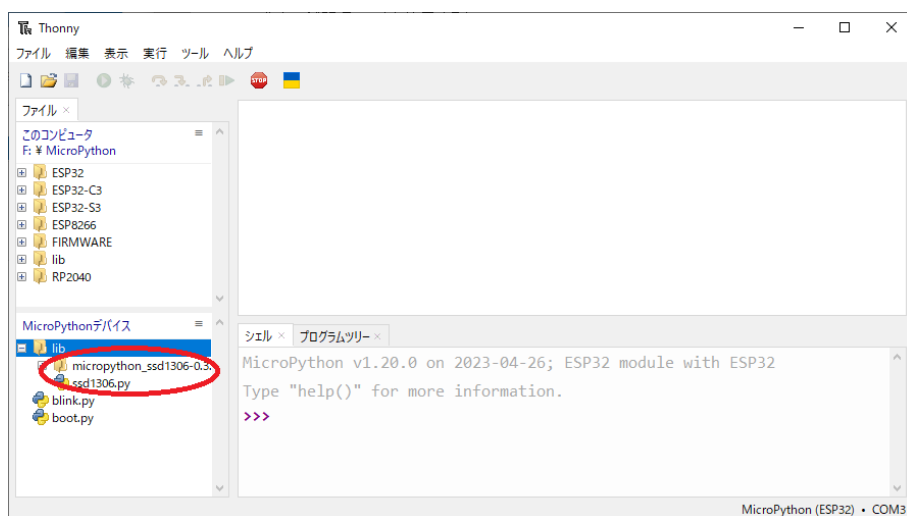 Thonny
ファイル 編集 表示 実行 ツール ヘルプ
STOP
ファイル ×
このコンピュータ
F: ¥ MicroPython
ESP32
ESP32-C3
ESP32-S3
ESP8266
FIRMWARE
lib
RP2040
MicroPythonデバイス
lib
micropython_ssd1306-0.3.
ssd1306.py
blink.py
boot.py
シェル × プログラムツリー ×
MicroPython v1.20.0 on 2023-04-26; ESP32 module with ESP32
Type "help()" for more information.
>>>
MicroPython (ESP32) • COM3